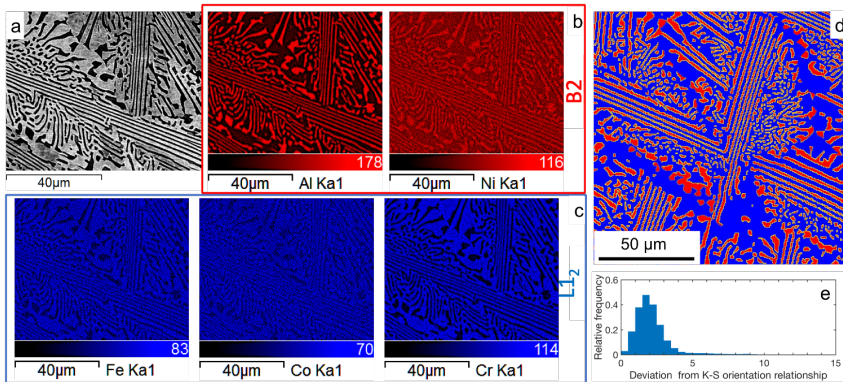 a
40µm
b
178
40µm
Al Ka1
116
40µm
Ni Ka1
B2
c
83
40µm
Fe Ka1
70
40µm
Co Ka1
114
40µm
Cr Ka1
L1₂
d
50 µm
e
0.6
0.4
0.2
0
0
5
10
15
Relative frequency
Deviation from K-S orientation relationship